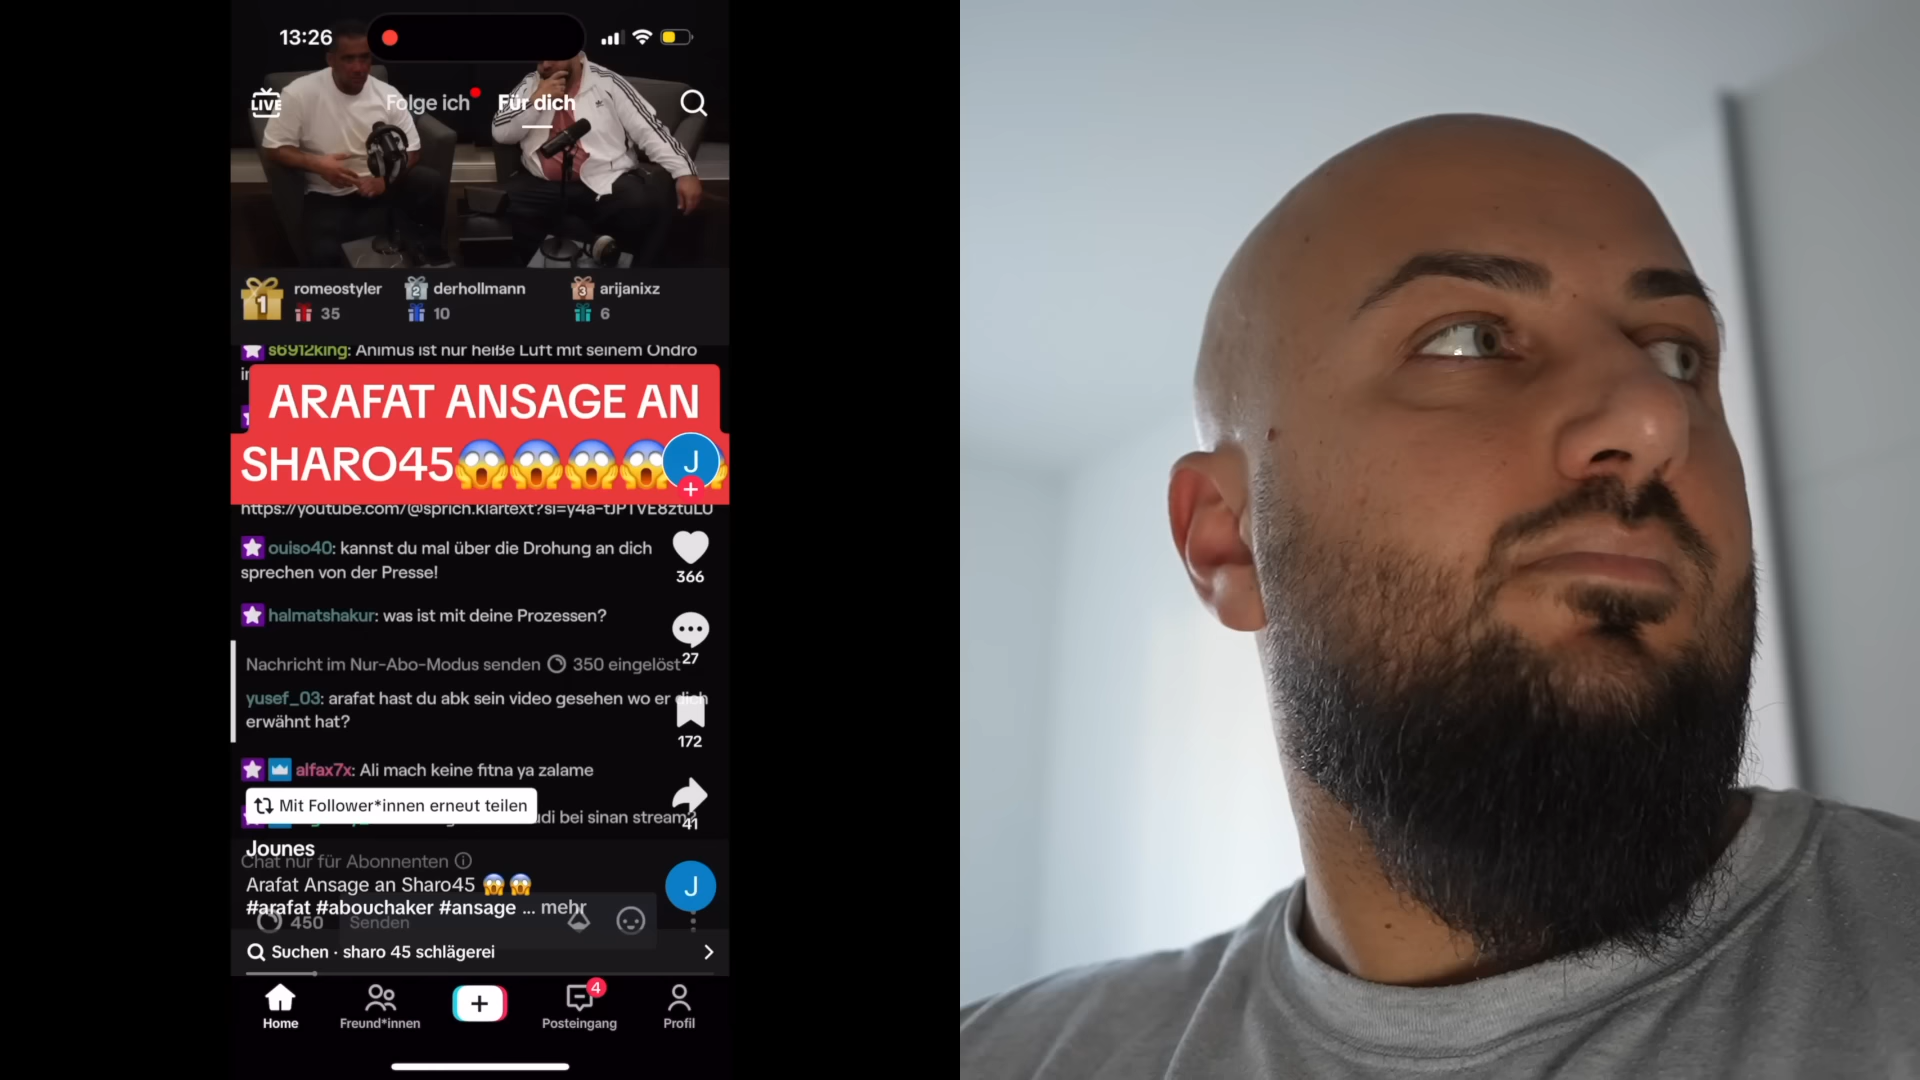 13:26
LIVE
Folge ich
Für dich
1
romeostyler
35
2
derhollmann
10
3
arijanixz
6
s6912king: Animus ist nur heiße Luft mit seinem Ondro
ARAFAT ANSAGE AN
SHARO45😱😱😱😱
J
https://youtube.com/@sprich.klartext?si=y4a-tJPTVE8ztuLU
ouiso40: kannst du mal über die Drohung an dich
sprechen von der Presse!
366
halmatshakur: was ist mit deine Prozessen?
27
Nachricht im Nur-Abo-Modus senden 350 eingelöst
yusef_03: arafat hast du abk sein video gesehen wo er dich
erwähnt hat?
172
alfax7x: Ali mach keine fitna ya zalame
Mit Follower*innen erneut teilen
bei sinan stream?
41
Jounes
Chat nur für Abonnenten
Arafat Ansage an Sharo45 😱😱
#arafat #abouchaker #ansage ... mehr
J
450
Senden
Suchen · sharo 45 schlägerei
Home
Freund*innen
4
Posteingang
Profil